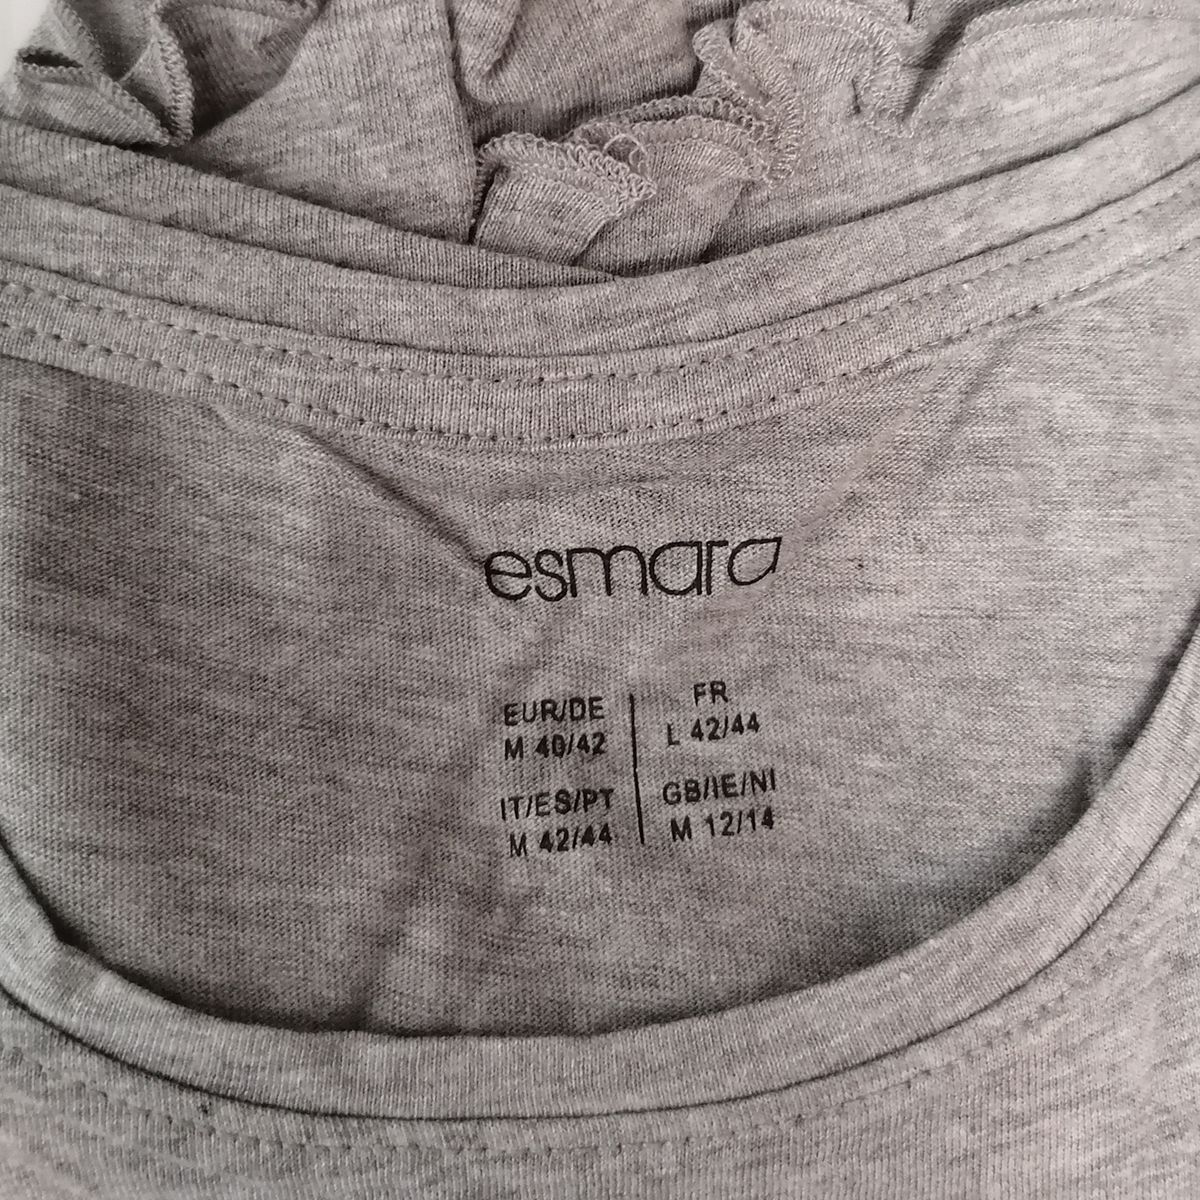 esmara
EUR/DE
M 40/42
FR
L 42/44
IT/ES/PT
M 42/44
GB/IE/NI
M 12/14